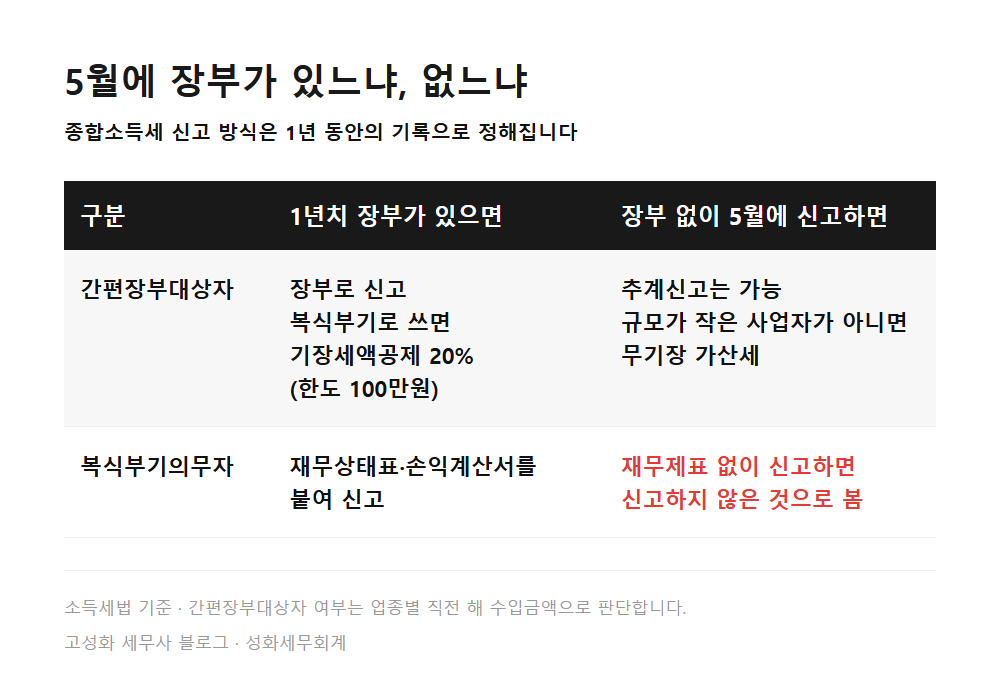 5월에 장부가 있느냐, 없느냐
종합소득세 신고 방식은 1년 동안의 기록으로 정해집니다
구분
1년치 장부가 있으면
장부 없이 5월에 신고하면
간편장부대상자
장부로 신고
복식부기로 쓰면
기장세액공제 20%
(한도 100만원)
추계신고는 가능
규모가 작은 사업자가 아니면
무기장 가산세
복식부기의무자
재무상태표·손익계산서를
붙여 신고
재무제표 없이 신고하면
신고하지 않은 것으로 봄
소득세법 기준 · 간편장부대상자 여부는 업종별 직전 해 수입금액으로 판단합니다.
고성화 세무사 블로그 · 성화세무회계